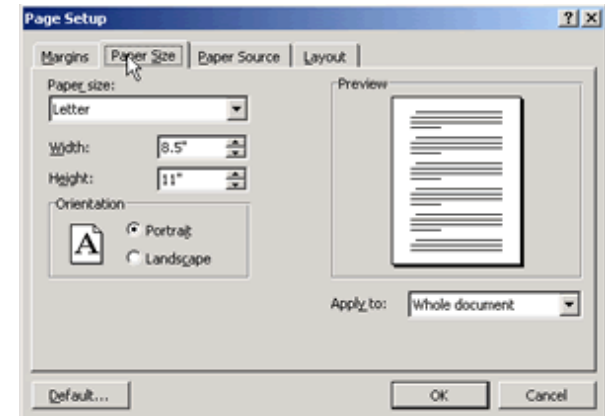 Page Setup
Margins Paper Size Paper Source Layout
Paper size:
Letter
Width: 8.5"
Height: 11"
Orientation
A
Portrait
Landscape
Preview
Apply to: Whole document
Default... OK Cancel